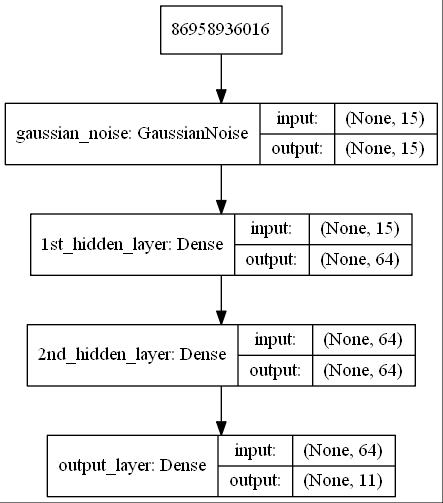 86958936016
gaussian_noise: GaussianNoise
input: (None, 15)
output: (None, 15)
1st_hidden_layer: Dense
input: (None, 15)
output: (None, 64)
2nd_hidden_layer: Dense
input: (None, 64)
output: (None, 64)
output_layer: Dense
input: (None, 64)
output: (None, 11)